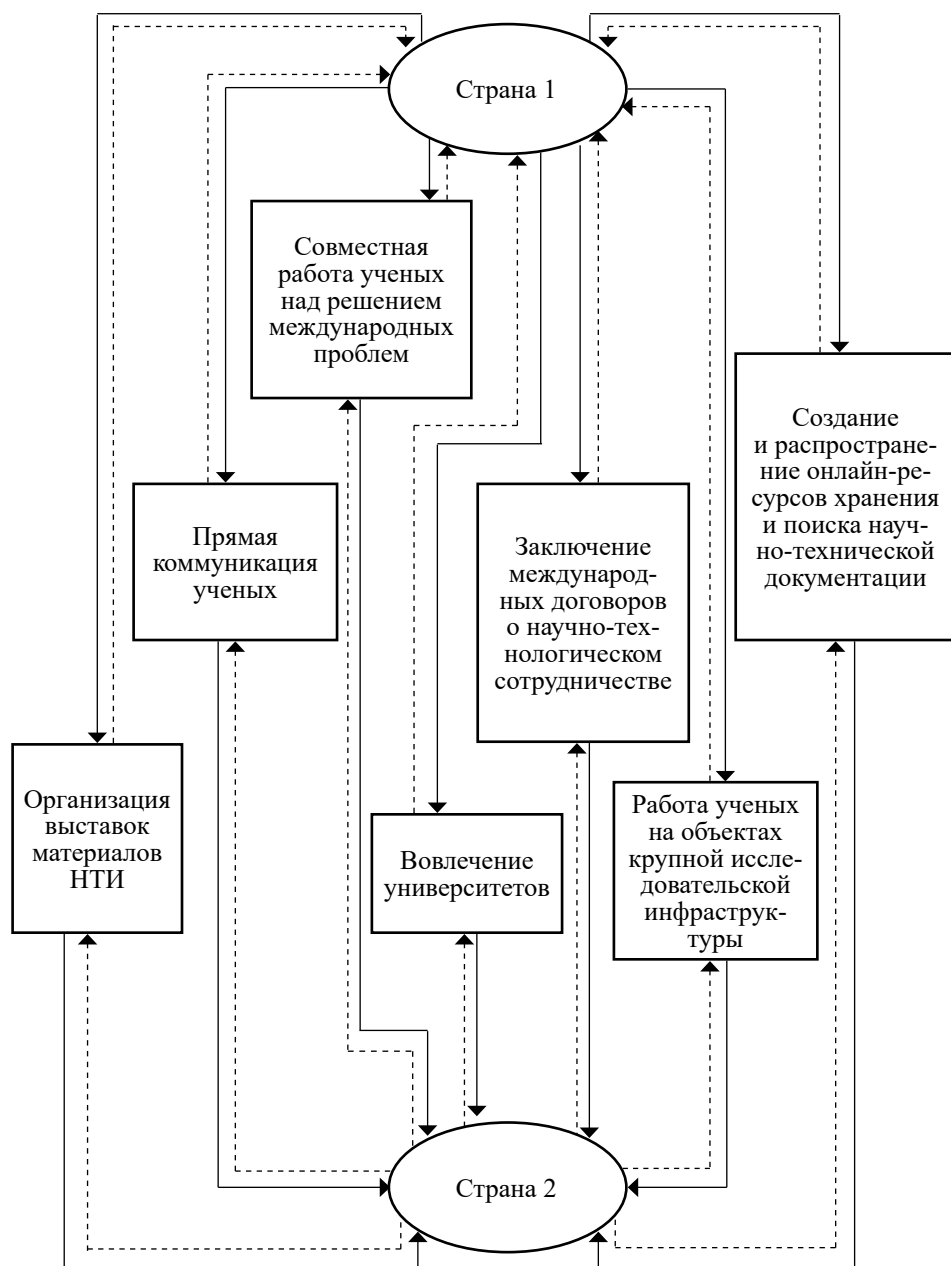 Страна 1
Совместная
работа ученых
над решением
международных
проблем
Создание
и распростране-
ние онлайн-ре-
сурсов хранения
и поиска науч-
но-технической
документации
Прямая
коммуникация
ученых
Заключение
международ-
ных договоров
о научно-тех-
нологическом
сотрудничестве
Организация
выставок
материалов
НТИ
Вовлечение
университетов
Работа ученых
на объектах
крупной иссле-
довательской
инфраструк-
туры
Страна 2